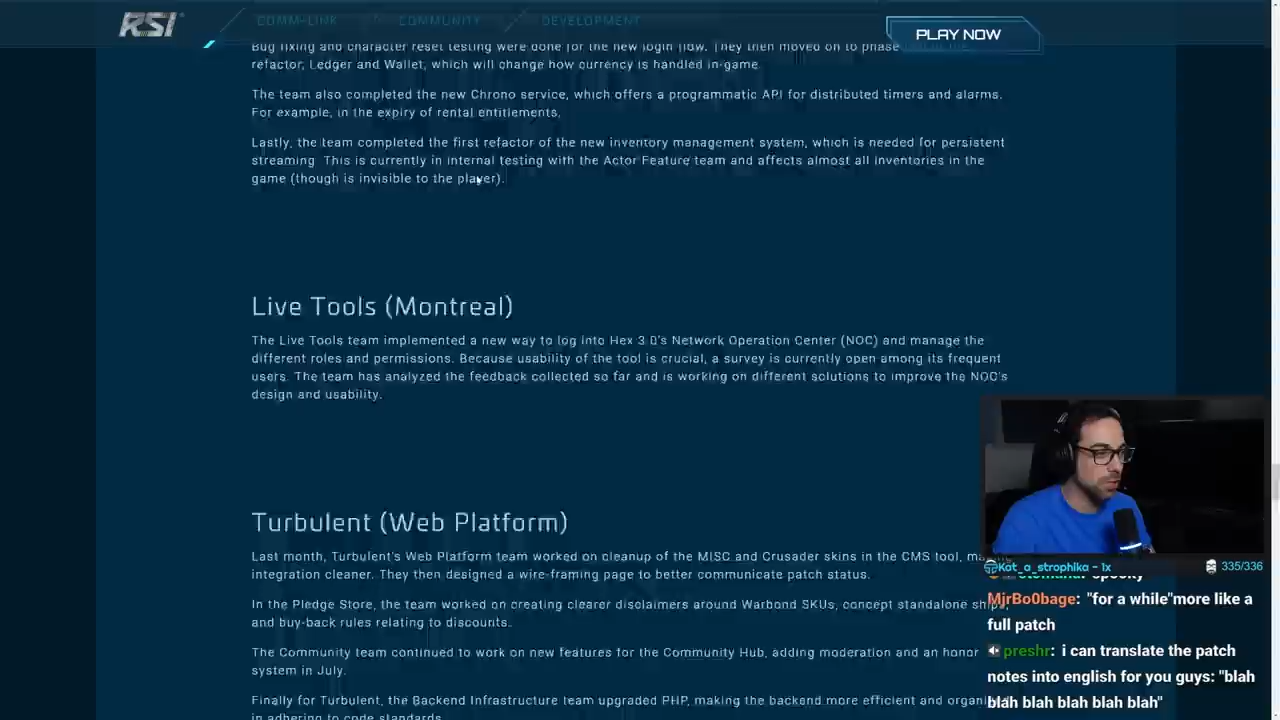 RSI
COMM-LINK
COMMUNITY
DEVELOPMENT
PLAY NOW
Bug fixing and character reset testing were done for the new login flow. They then moved on to phase
refactor, Ledger and Wallet, which will change how currency is handled in-game.
The team also completed the new Chrono service, which offers a programmatic API for distributed timers and alarms.
For example, in the expiry of rental entitlements.
Lastly, the team completed the first refactor of the new inventory management system, which is needed for persistent
streaming. This is currently in internal testing with the Actor Feature team and affects almost all inventories in the
game (though is invisible to the player).
Live Tools (Montreal)
The Live Tools team implemented a new way to log into Hex 3.0's Network Operation Center (NOC) and manage the
different roles and permissions. Because usability of the tool is crucial, a survey is currently open among its frequent
users. The team has analyzed the feedback collected so far and is working on different solutions to improve the NOC's
design and usability.
Turbulent (Web Platform)
Last month, Turbulent's Web Platform team worked on cleanup of the MISC and Crusader skins in the CMS tool,
integration cleaner. They then designed a wire-framing page to better communicate patch status.
In the Pledge Store, the team worked on creating clearer disclaimers around Warbond SKUs, concept standalone
and buy-back rules relating to discounts.
The Community team continued to work on new features for the Community Hub, adding moderation and an honor
system in July.
Finally for Turbulent, the Backend Infrastructure team upgraded PHP, making the backend more efficient and
in adhering to code standards.
Kat_a_strophika - 1x
335/336
spooky
MjrBo0bage: "for a while"more like a
full patch
preshr: i can translate the patch
notes into english for you guys: "blah
blah blah blah blah"